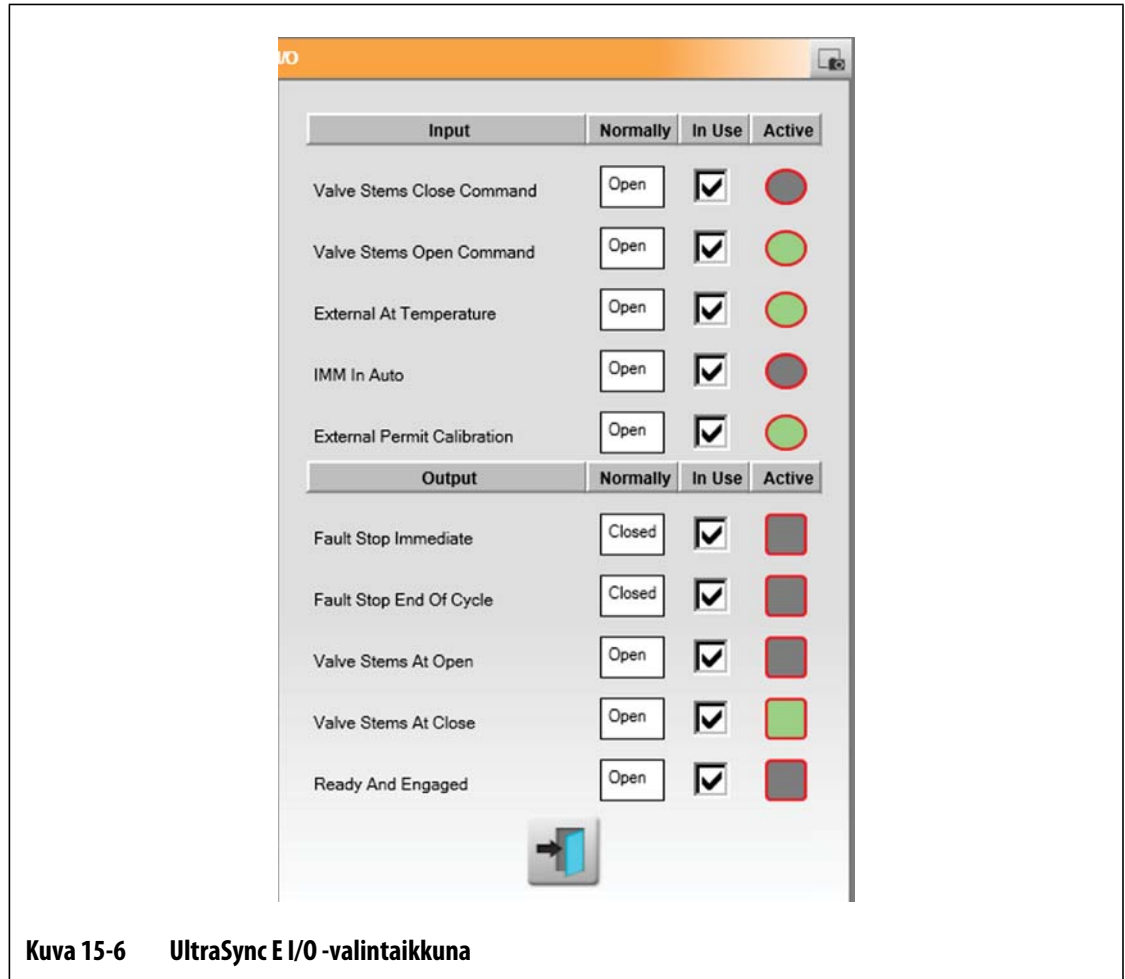 I/O
Input Normally In Use Active
Valve Stems Close Command Open
Valve Stems Open Command Open
External At Temperature Open
IMM In Auto Open
External Permit Calibration Open
Output Normally In Use Active
Fault Stop Immediate Closed
Fault Stop End Of Cycle Closed
Valve Stems At Open Open
Valve Stems At Close Open
Ready And Engaged Open
Kuva 15-6 UltraSync E I/O -valintaikkuna